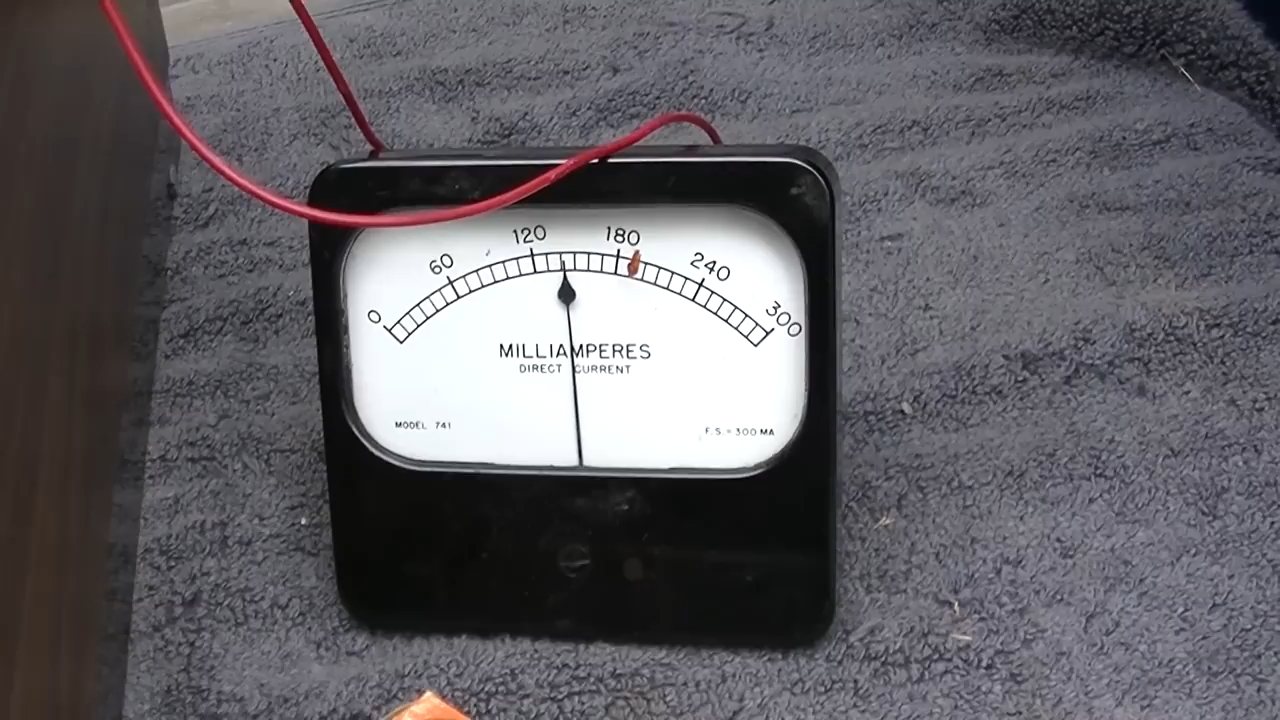 0 60 120 180 240 300
MILLIAMPERES
DIRECT CURRENT
MODEL 741
F.S.=300 MA